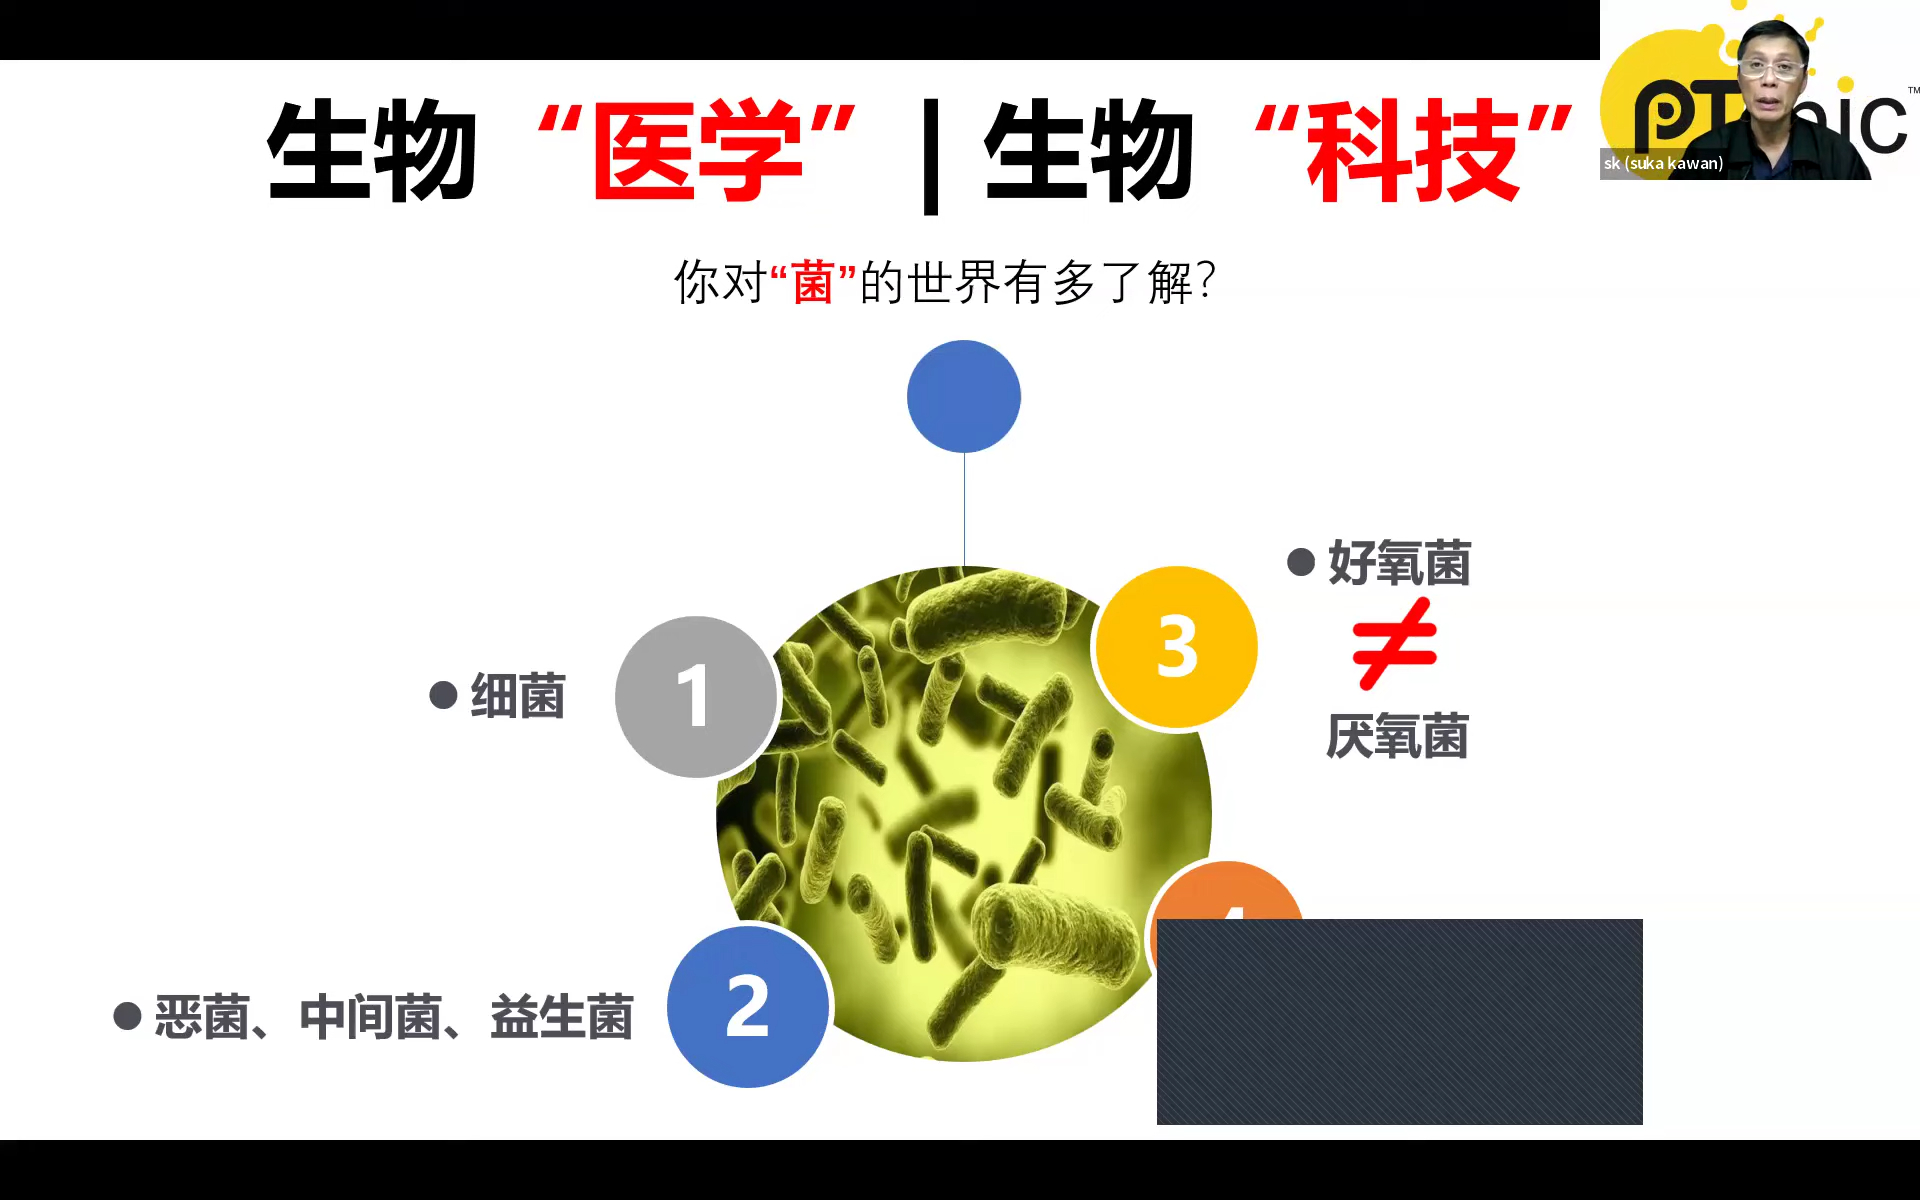 生物 “医学” | 生物 “科技”
sk (suka kawan)
你对“菌”的世界有多了解?
3
● 好氧菌
≠
厌氧菌
1
● 细菌
2
● 恶菌、中间菌、益生菌